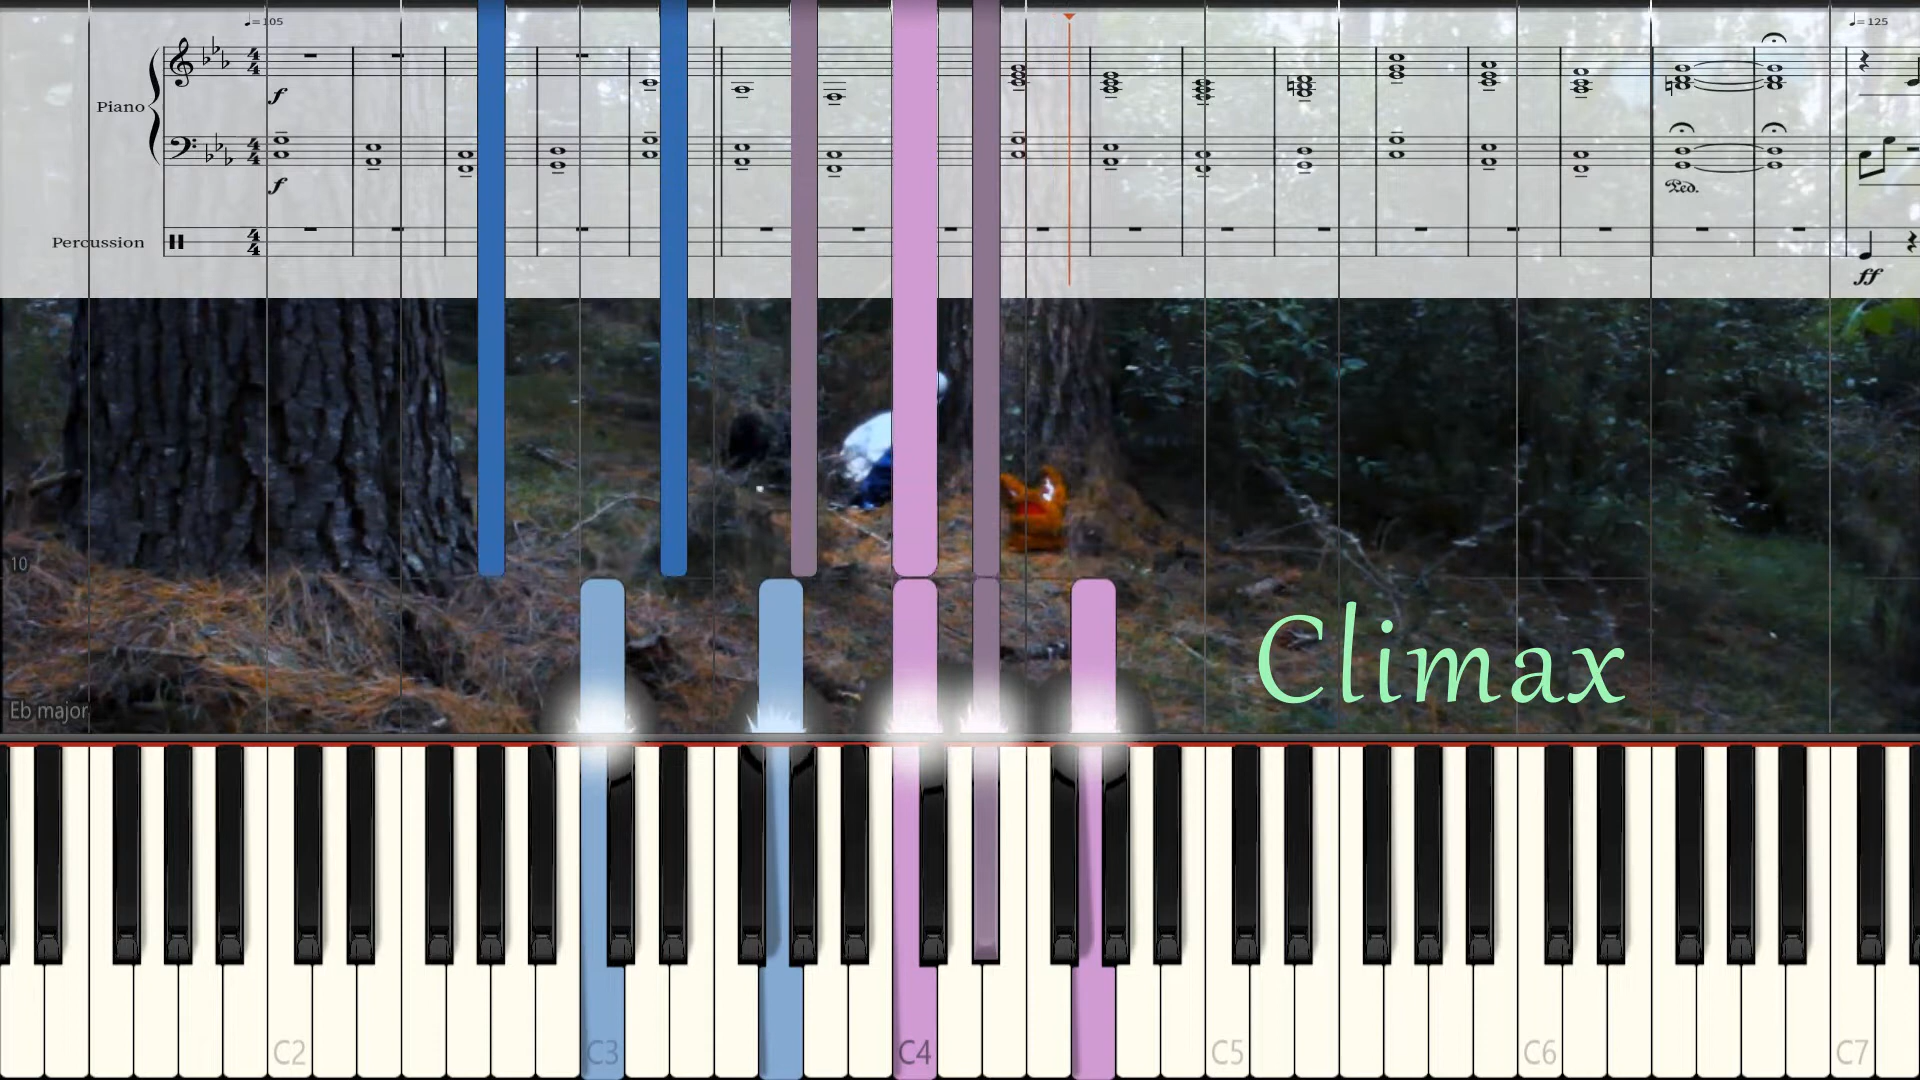 ♩=105
♩=125
f
Piano
f
Ped.
Percussion
ff
10
Climax
Eb major
C2 C3 C4 C5 C6 C7